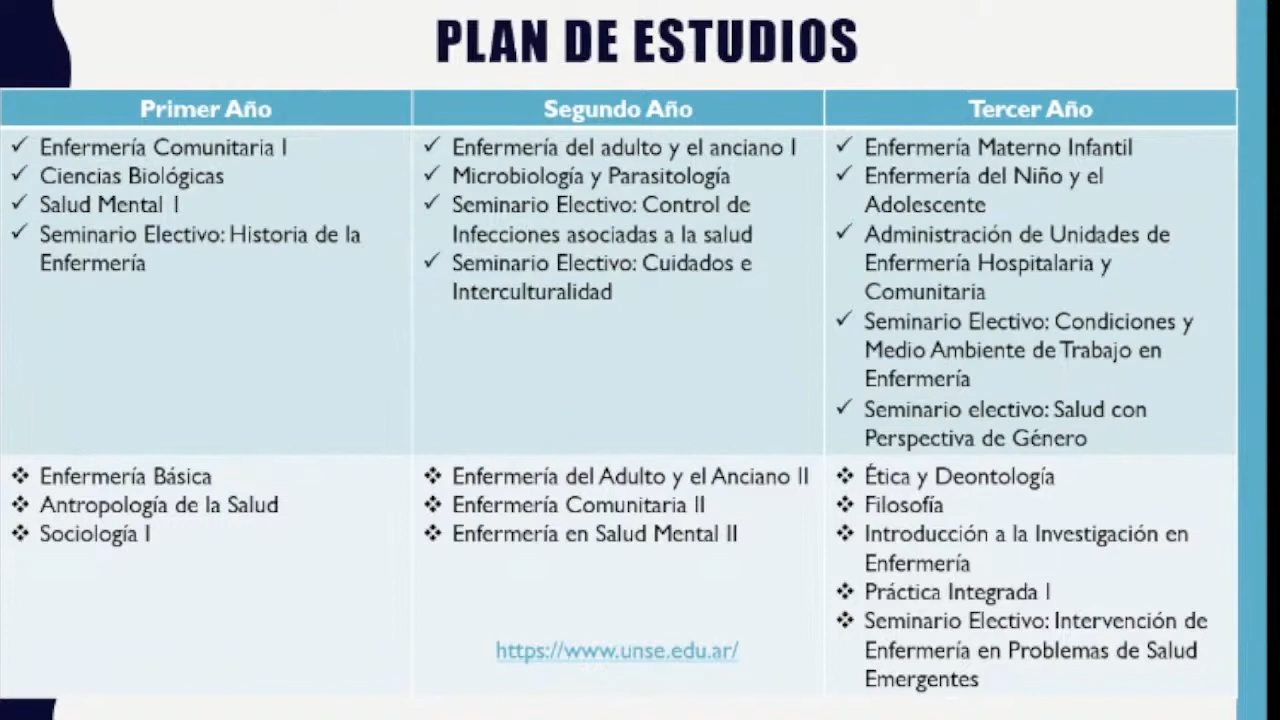 PLAN DE ESTUDIOS
Primer Año
Segundo Año
Tercer Año
Enfermería Comunitaria I
Ciencias Biológicas
Salud Mental I
Seminario Electivo: Historia de la
Enfermería
Enfermería del adulto y el anciano I
Microbiología y Parasitología
Seminario Electivo: Control de
Infecciones asociadas a la salud
Seminario Electivo: Cuidados e
Interculturalidad
Enfermería Materno Infantil
Enfermería del Niño y el
Adolescente
Administración de Unidades de
Enfermería Hospitalaria y
Comunitaria
Seminario Electivo: Condiciones y
Medio Ambiente de Trabajo en
Enfermería
Seminario electivo: Salud con
Perspectiva de Género
Enfermería Básica
Antropología de la Salud
Sociología I
Enfermería del Adulto y el Anciano II
Enfermería Comunitaria II
Enfermería en Salud Mental II
https://www.unse.edu.ar/
Ética y Deontología
Filosofía
Introducción a la Investigación en
Enfermería
Práctica Integrada I
Seminario Electivo: Intervención de
Enfermería en Problemas de Salud
Emergentes